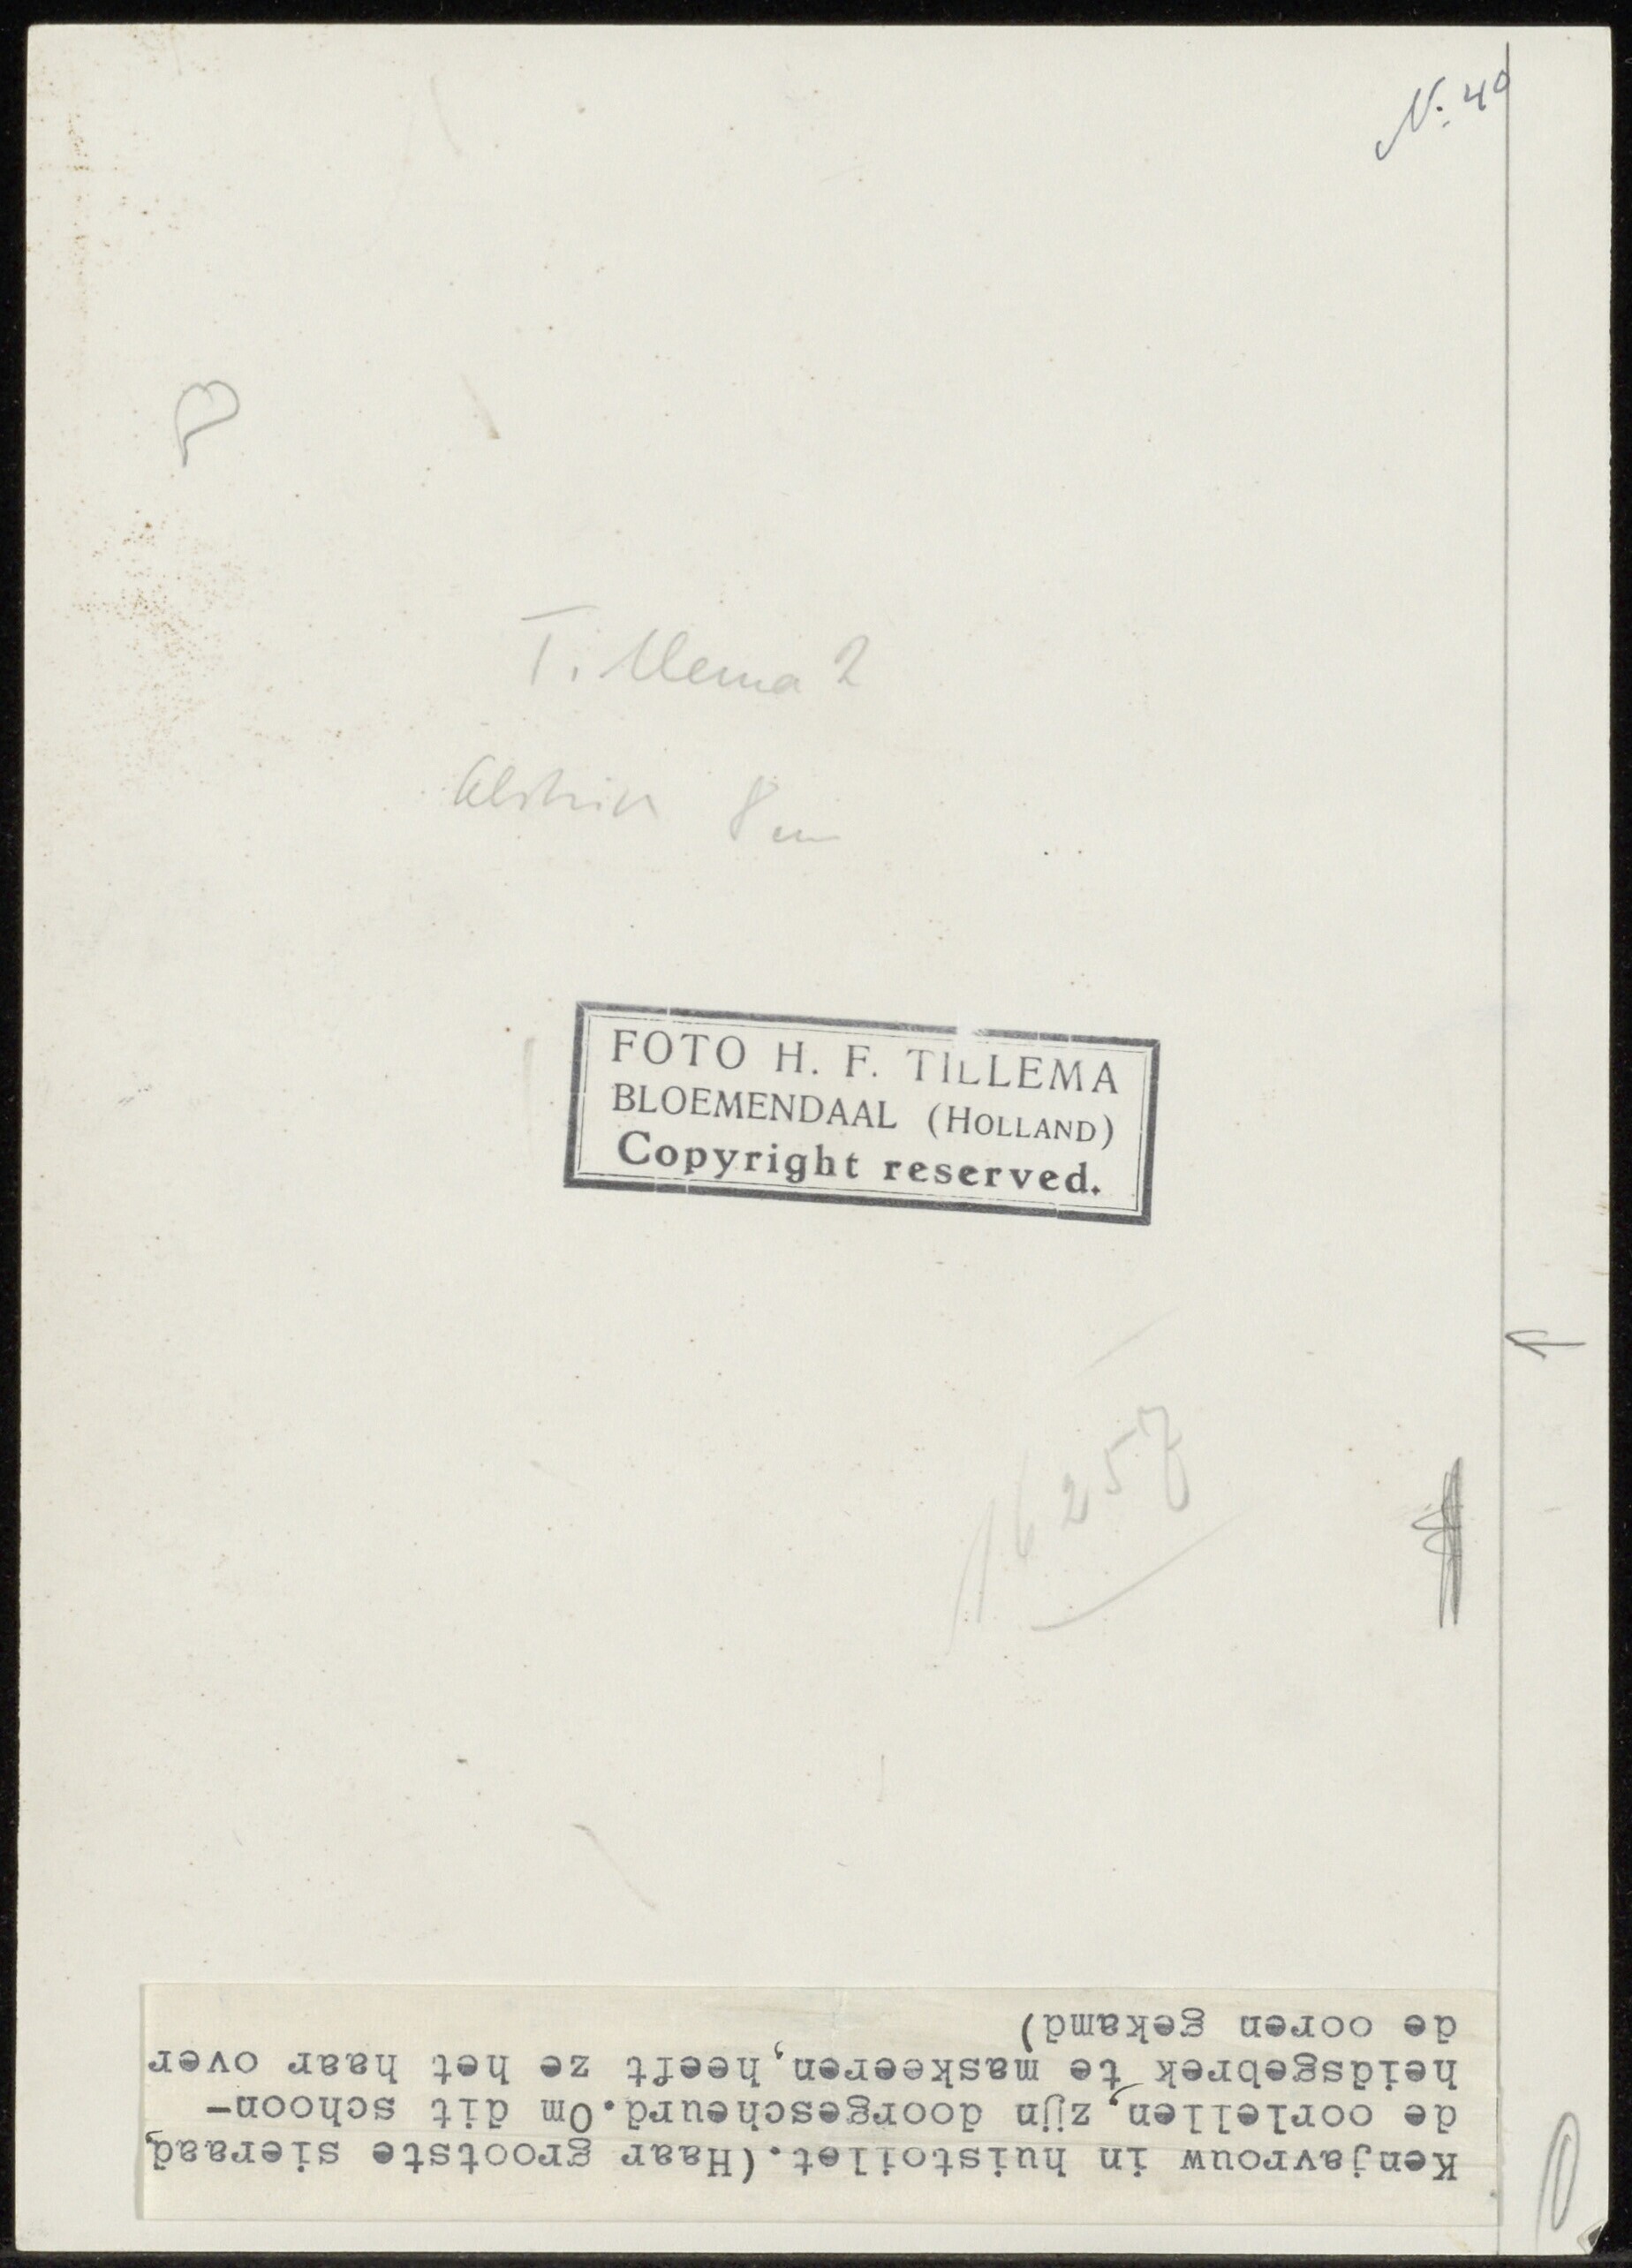 N. 40
Tillema 2
FOTO H. F. TILLEMA
BLOEMENDAAL (HOLLAND)
Copyright reserved.
16257
Kenjavrouw in huistoilet.(Haar grootste sieraad,
de oorlellen, zijn doorgescheurd.Om dit schoon-
heidsgebrek te maskeeren,heeft ze het haar over
de ooren gekamd)